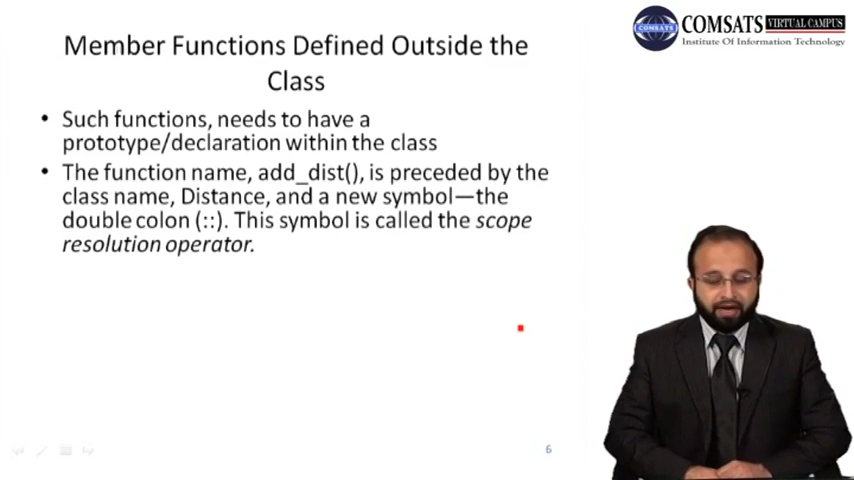 COMSATS VIRTUAL CAMPUS
COMSATS Institute Of Information Technology
Member Functions Defined Outside the
Class
• Such functions, needs to have a
prototype/declaration within the class
• The function name, add_dist(), is preceded by the
class name, Distance, and a new symbol—the
double colon (::). This symbol is called the scope
resolution operator.
6